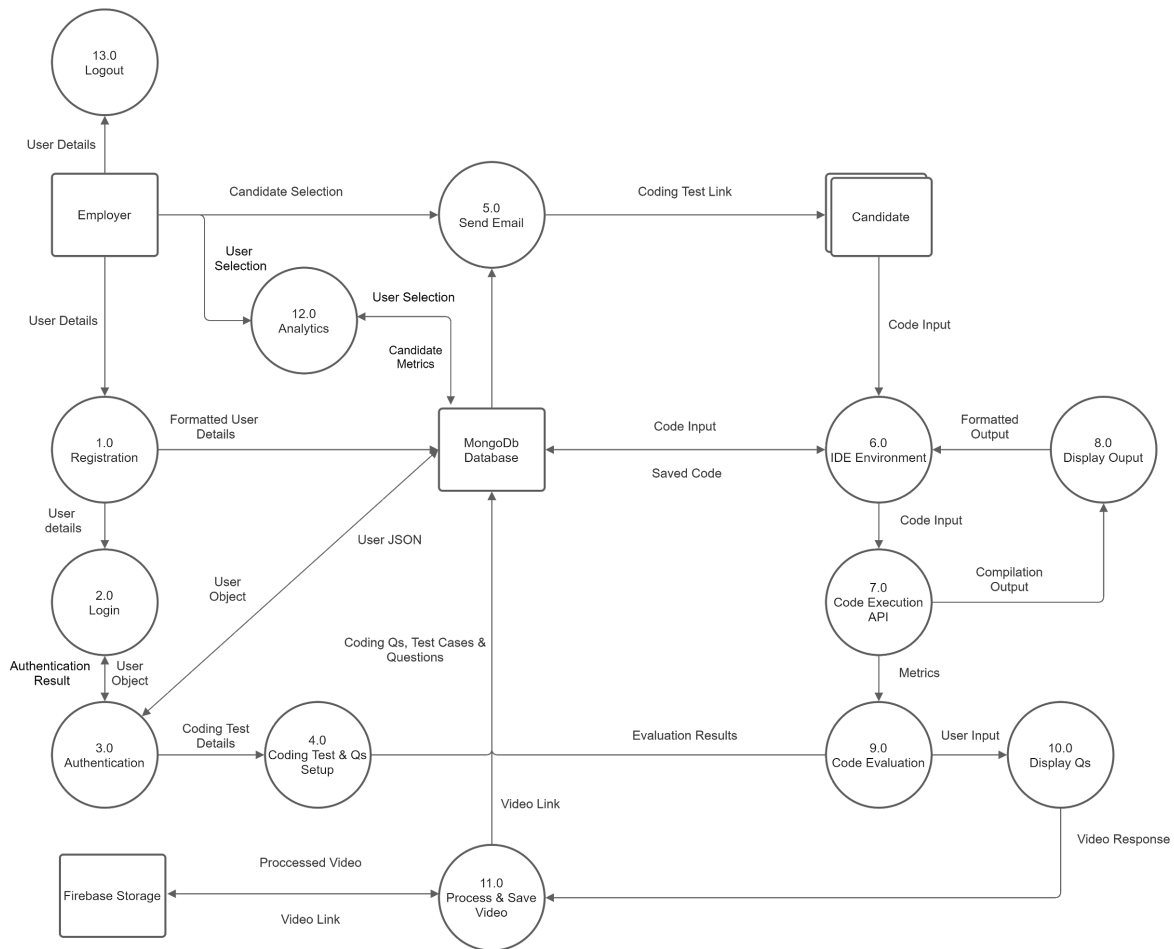 13.0
Logout
User Details
Employer
Candidate Selection
5.0
Send Email
Coding Test Link
Candidate
User
Selection
12.0
Analytics
User Selection
Candidate
Metrics
User Details
Code Input
1.0
Registration
Formatted User
Details
MongoDb
Database
Code Input
Saved Code
6.0
IDE Environment
Formatted
Output
8.0
Display Ouput
User
details
User JSON
Code Input
2.0
Login
User
Object
7.0
Code Execution
API
Compilation
Output
Authentication
Result
User
Object
Coding Qs, Test Cases &
Questions
Metrics
3.0
Authentication
Coding Test
Details
4.0
Coding Test & Qs
Setup
Evaluation Results
9.0
Code Evaluation
User Input
10.0
Display Qs
Video Link
Video Response
Firebase Storage
Proccessed Video
Video Link
11.0
Process & Save
Video